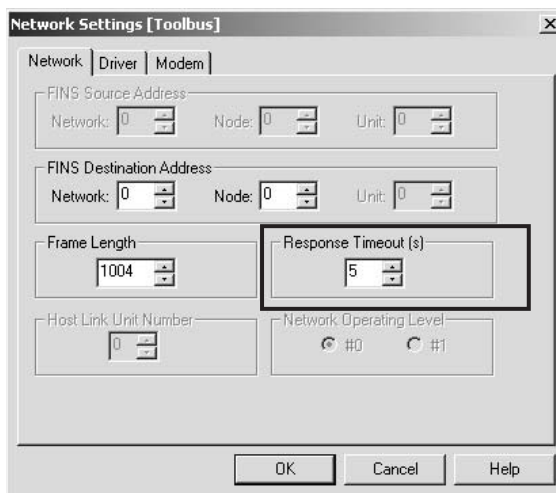 Network Settings [Toolbus]
Network Driver Modem
FINS Source Address
Network: 0 Node: 0 Unit: 0
FINS Destination Address
Network: 0 Node: 0 Unit: 0
Frame Length Response Timeout (s)
1004 5
Host Link Unit Number Network Operating Level
0 #0 #1
OK Cancel Help